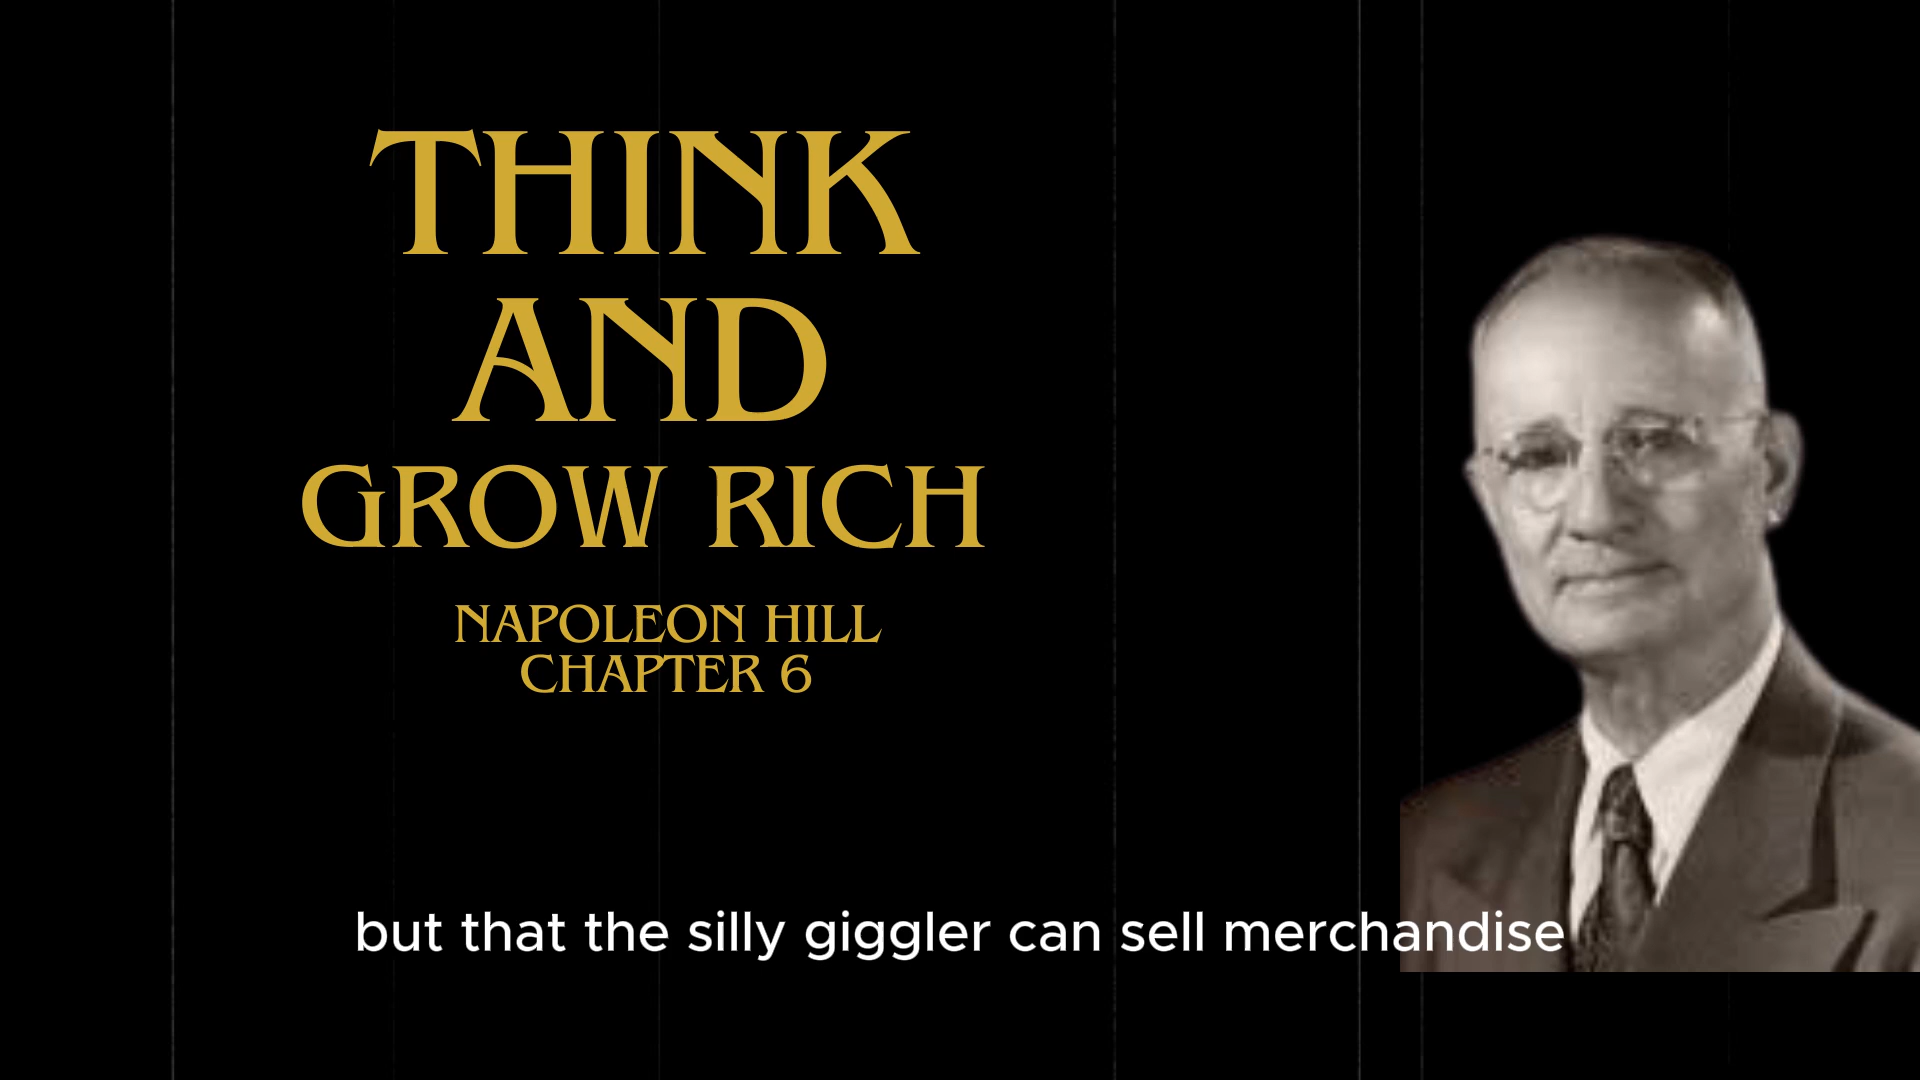 THINK
AND
GROW RICH
NAPOLEON HILL
CHAPTER 6
but that the silly giggler can sell merchandise